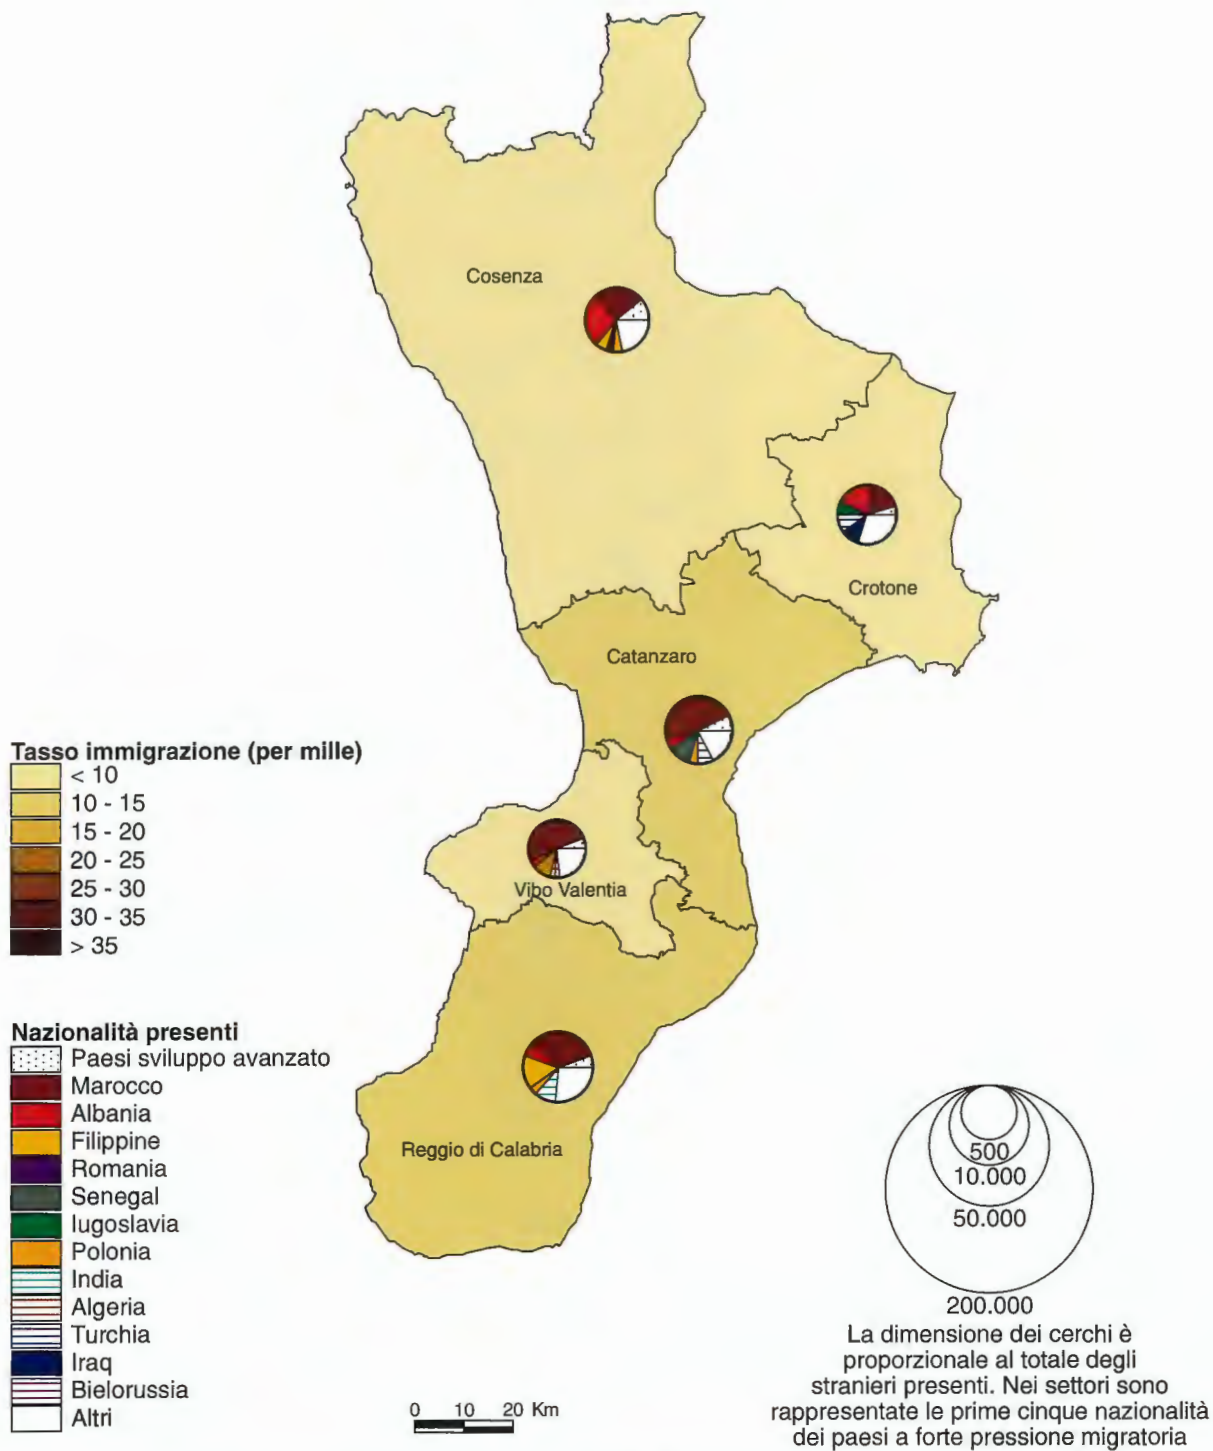 Cosenza
Crotone
Catanzaro
Vibo Valentia
Reggio di Calabria
Tasso immigrazione (per mille)
< 10
10 - 15
15 - 20
20 - 25
25 - 30
30 - 35
> 35
Nazionalità presenti
Paesi sviluppo avanzato
Marocco
Albania
Filippine
Romania
Senegal
Iugoslavia
Polonia
India
Algeria
Turchia
Iraq
Bielorussia
Altri
0 10 20 Km
500
10.000
50.000
200.000
La dimensione dei cerchi è
proporzionale al totale degli
stranieri presenti. Nei settori sono
rappresentate le prime cinque nazionalità
dei paesi a forte pressione migratoria